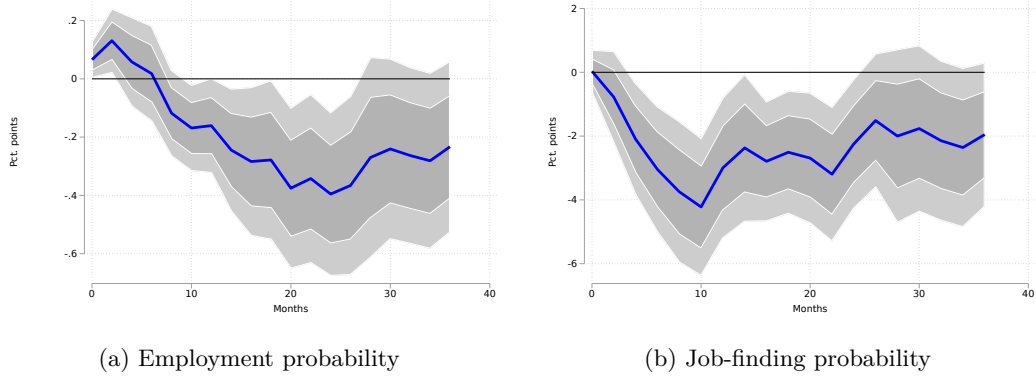 .2
0
-.2
-.4
-.6
Pct. points
0 10 20 30 40
Months
(a) Employment probability
2
0
-2
-4
-6
Pct. points
0 10 20 30 40
Months
(b) Job-finding probability